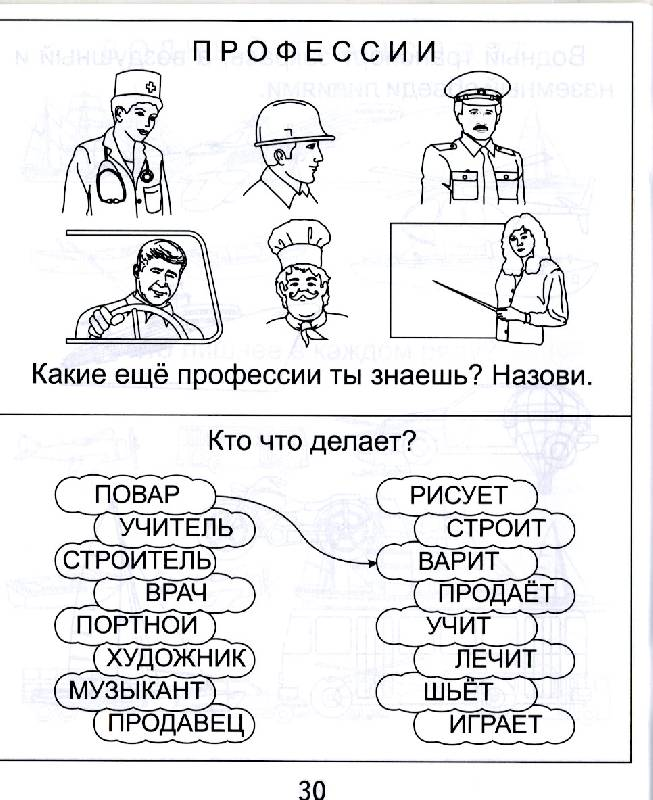 ПРОФЕССИИ
Какие ещё профессии ты знаешь? Назови.
Кто что делает?
ПОВАР
РИСУЕТ
УЧИТЕЛЬ
СТРОИТ
СТРОИТЕЛЬ
ВАРИТ
ВРАЧ
ПРОДАЁТ
ПОРТНОЙ
УЧИТ
ХУДОЖНИК
ЛЕЧИТ
МУЗЫКАНТ
ШЬЁТ
ПРОДАВЕЦ
ИГРАЕТ
30